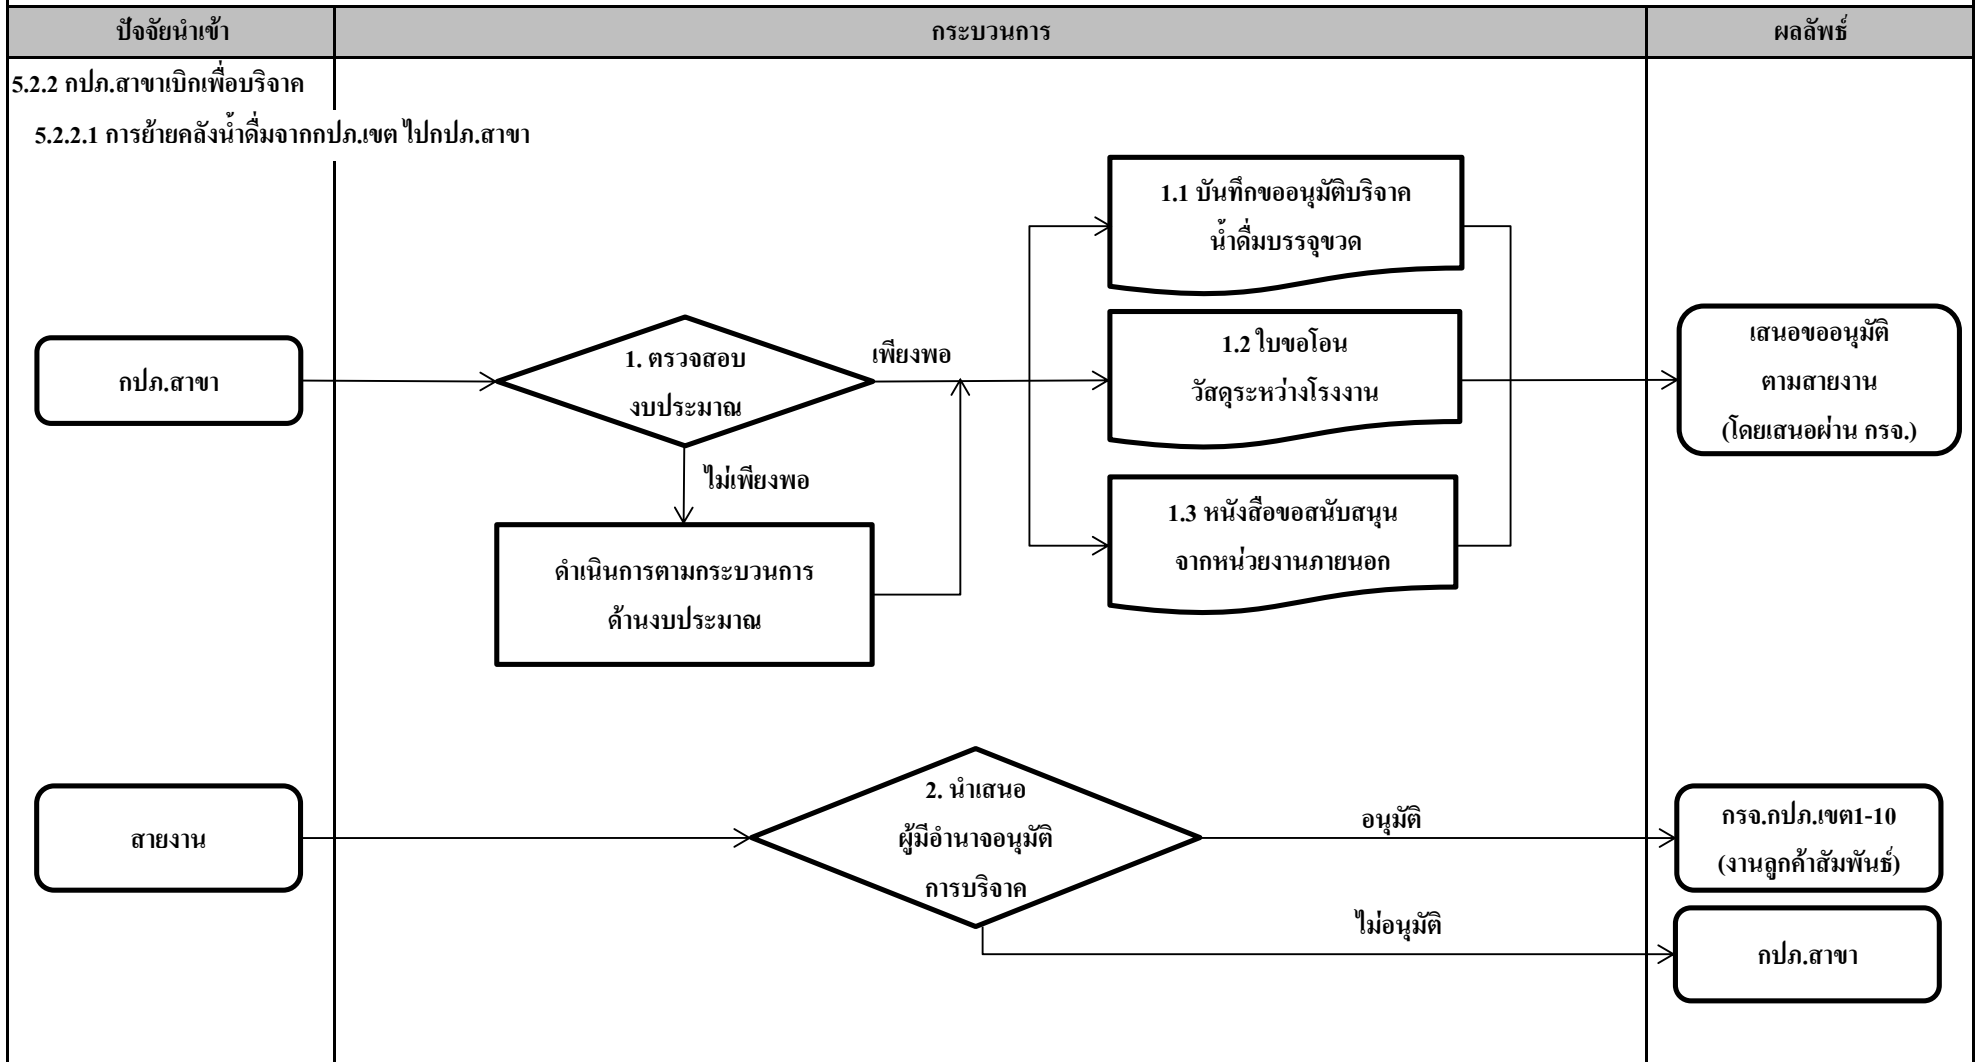 ปัจจัยนำเข้า
กระบวนการ
ผลลัพธ์
5.2.2 กปภ.สาขาเบิกเพื่อบริจาค
5.2.2.1 การย้ายคลังน้ำดื่มจากกปภ.เขต ไปกปภ.สาขา
กปภ.สาขา
1. ตรวจสอบ
งบประมาณ
เพียงพอ
ไม่เพียงพอ
ดำเนินการตามกระบวนการ
ด้านงบประมาณ
1.1 บันทึกขออนุมัติบริจาค
น้ำดื่มบรรจุขวด
1.2 ใบขอโอน
วัสดุระหว่างโรงงาน
1.3 หนังสือขอสนับสนุน
จากหน่วยงานภายนอก
เสนอขออนุมัติ
ตามสายงาน
(โดยเสนอผ่าน กรจ.)
สายงาน
2. นำเสนอ
ผู้มีอำนาจอนุมัติ
การบริจาค
อนุมัติ
ไม่อนุมัติ
กรจ.กปภ.เขต1-10
(งานลูกค้าสัมพันธ์)
กปภ.สาขา